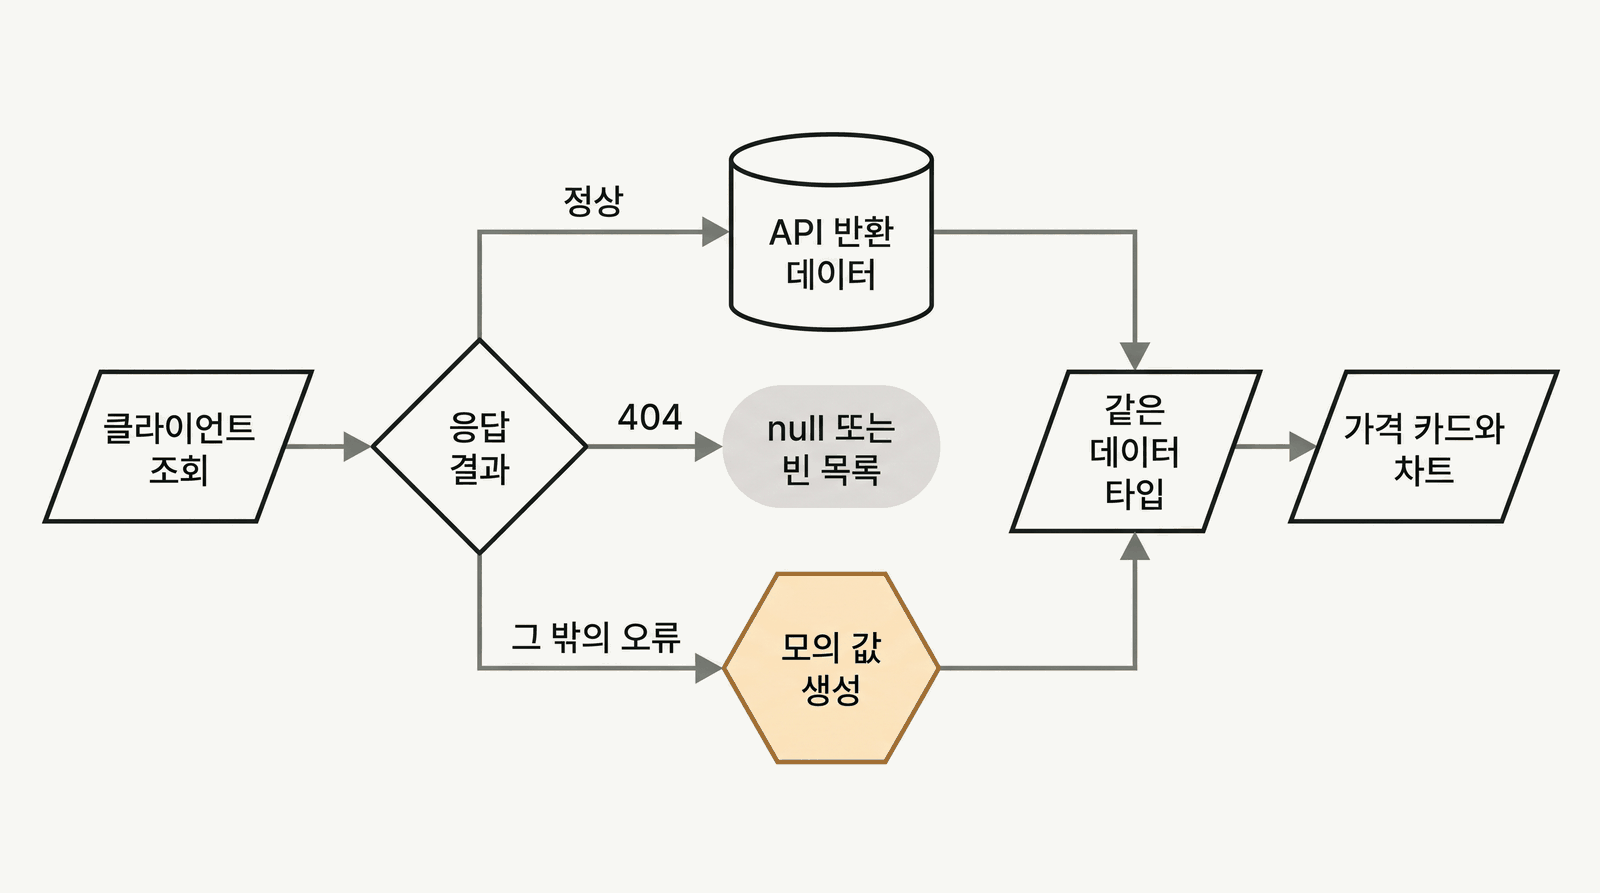 클라이언트
조회
응답
결과
정상
API 반환
데이터
404
null 또는
빈 목록
그 밖의 오류
모의 값
생성
같은
데이터
타입
가격 카드와
차트